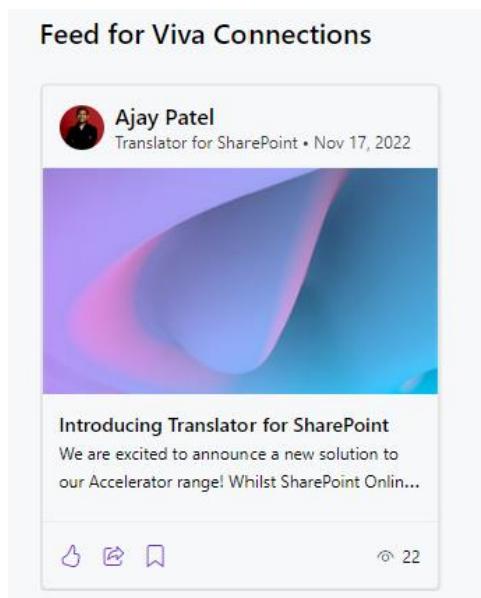 Feed for Viva Connections
Ajay Patel
Translator for SharePoint • Nov 17, 2022
Introducing Translator for SharePoint
We are excited to announce a new solution to
our Accelerator range! Whilst SharePoint Onlin...
22